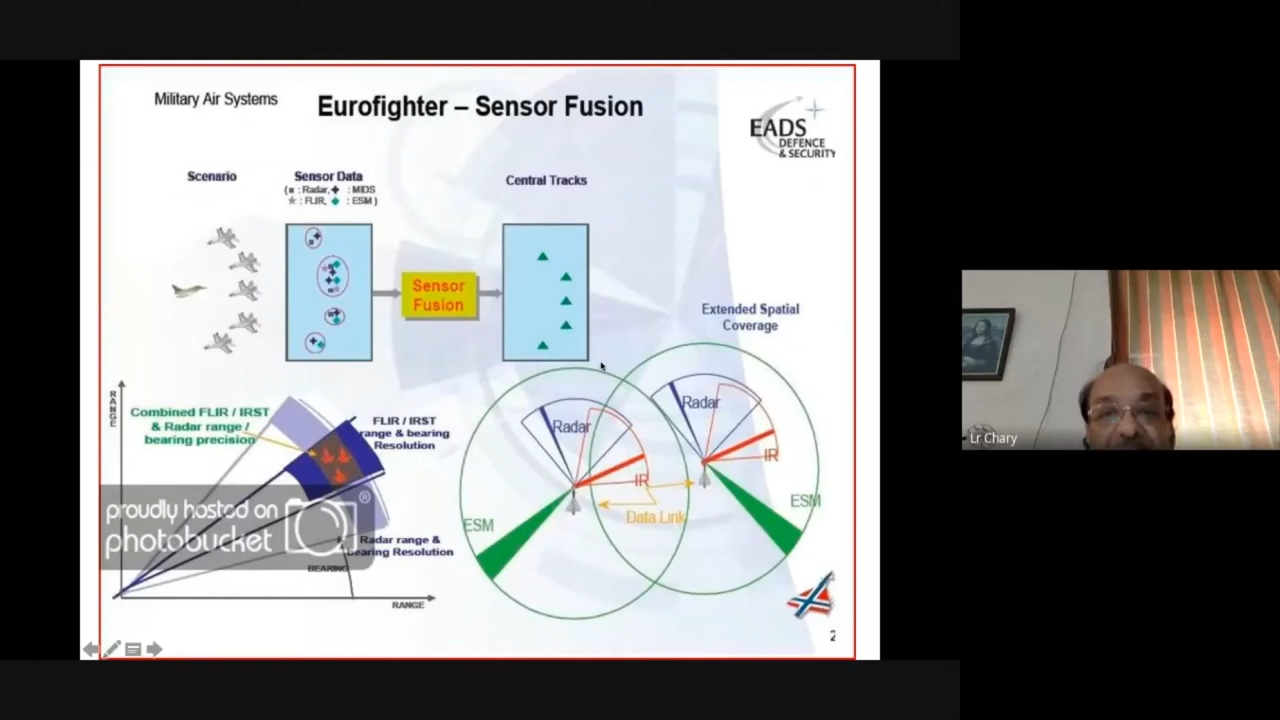 Military Air Systems
Eurofighter – Sensor Fusion
EADS
DEFENCE
& SECURITY
Scenario
Sensor Data
( ■ : Radar, ✦ : MIDS
★ : FLIR, ◆ : ESM )
Central Tracks
Sensor
Fusion
Extended Spatial
Coverage
RANGE
Combined FLIR / IRST
& Radar range /
bearing precision
FLIR / IRST
range & bearing
Resolution
Radar range &
bearing Resolution
BEARING
RANGE
proudly hosted on
photobucket
®
Radar
IR
ESM
Data Link
Radar
IR
ESM
2
Lr Chary